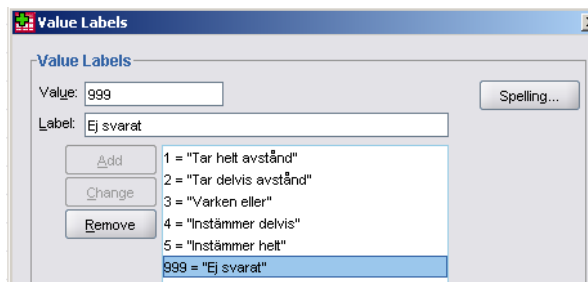 Value Labels
Value Labels
Value: 999
Spelling...
Label: Ej svarat
Add
Change
Remove
1 = "Tar helt avstånd"
2 = "Tar delvis avstånd"
3 = "Varken eller"
4 = "Instämmer delvis"
5 = "Instämmer helt"
999 = "Ej svarat"